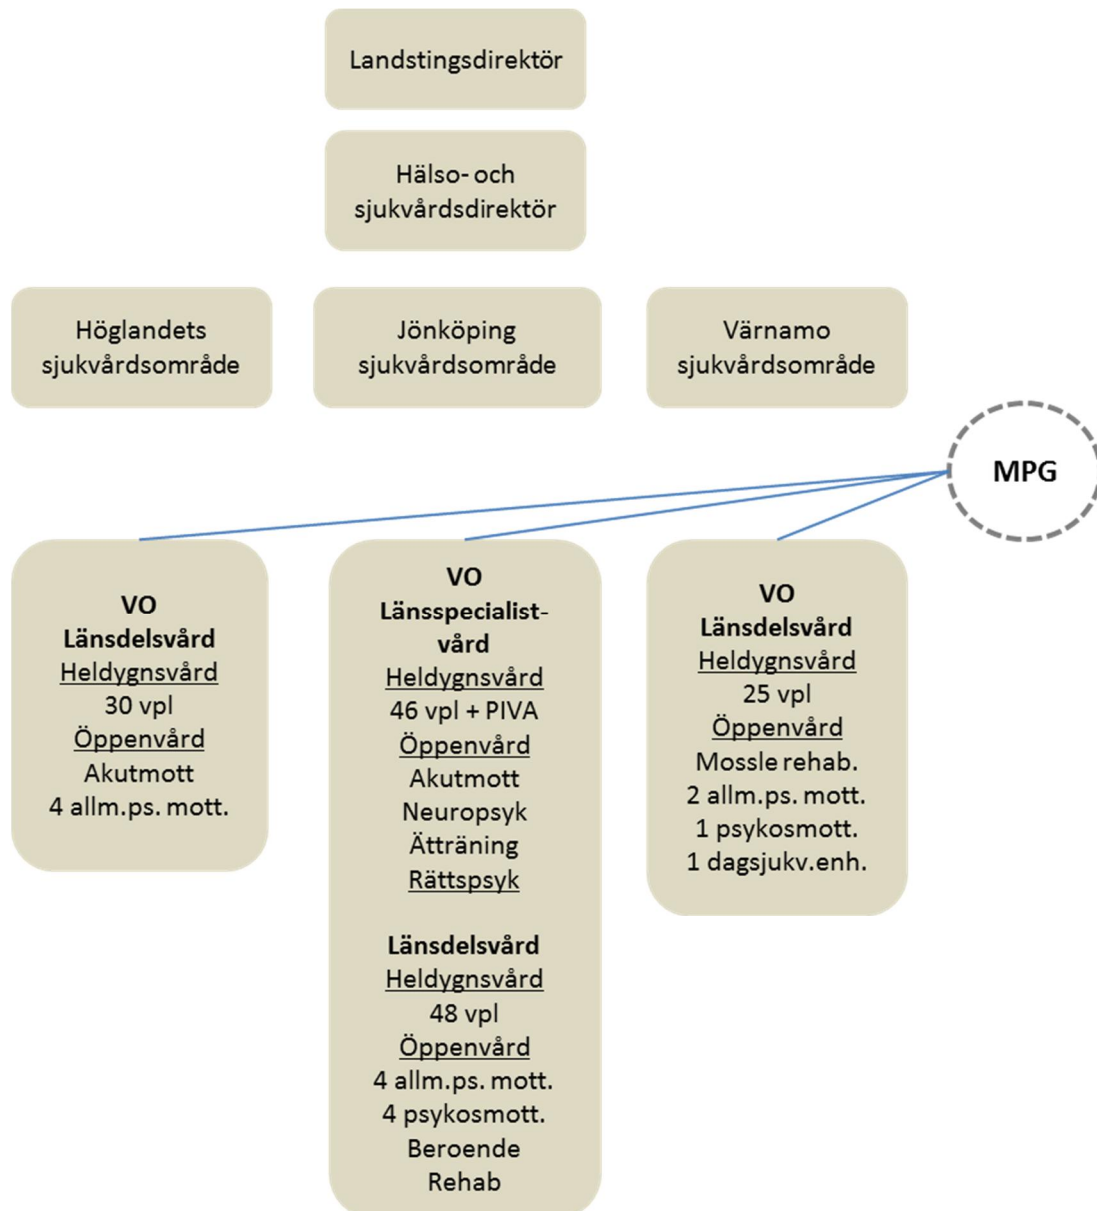 Landstingsdirektör
Hälso- och
sjukvårdsdirektör
Höglandets
sjukvårdsområde
Jönköping
sjukvårdsområde
Värnamo
sjukvårdsområde
MPG
VO
Länsdelsvård
Heldygnsvård
30 vpl
Öppenvård
Akutmott
4 allm.ps. mott.
VO
Länsspecialist-
vård
Heldygnsvård
46 vpl + PIVA
Öppenvård
Akutmott
Neuropsyk
Ätträning
Rättspsyk
Länsdelsvård
Heldygnsvård
48 vpl
Öppenvård
4 allm.ps. mott.
4 psykosmott.
Beroende
Rehab
VO
Länsdelsvård
Heldygnsvård
25 vpl
Öppenvård
Mossle rehab.
2 allm.ps. mott.
1 psykosmott.
1 dagsjukv.enh.